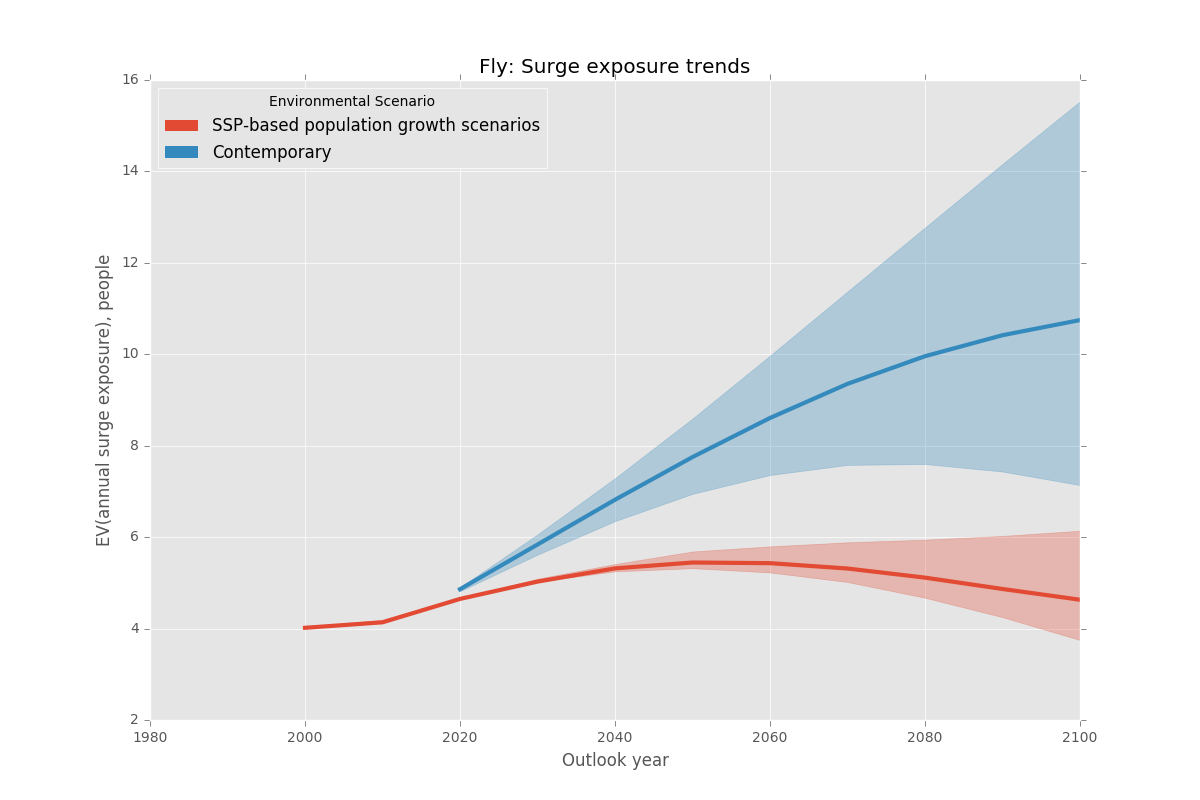 Fly: Surge exposure trends
Environmental Scenario
SSP-based population growth scenarios
Contemporary
EV(annual surge exposure), people
16
14
12
10
8
6
4
2
1980 2000 2020 2040 2060 2080 2100
Outlook year